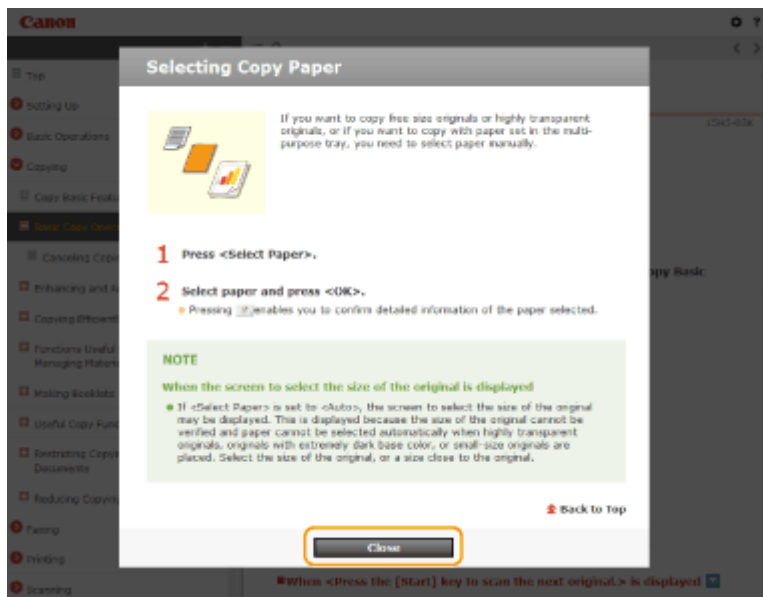 Canon
?
Top
Setting Up
Basic Operations
Copying
Copy Basic Featu
Basic Copy Opera
Canceling Copie
Enhancing and A
Copying Efficientl
Functions Useful
Managing Materia
Making Booklets
Useful Copy Func
Restricting Copyin
Documents
Reducing Copying
Faxing
Printing
Scanning
Selecting Copy Paper
If you want to copy free size originals or highly transparent
originals, or if you want to copy with paper set in the multi-
purpose tray, you need to select paper manually.
1 Press <Select Paper>.
2 Select paper and press <OK>.
Pressing enables you to confirm detailed information of the paper selected.
NOTE
When the screen to select the size of the original is displayed
If <Select Paper> is set to <Auto>, the screen to select the size of the original
may be displayed. This is displayed because the size of the original cannot be
verified and paper cannot be selected automatically when highly transparent
originals, originals with extremely dark base color, or small-size originals are
placed. Select the size of the original, or a size close to the original.
Back to Top
Close
opy Basic
When <Press the [Start] key to scan the next original.> is displayed